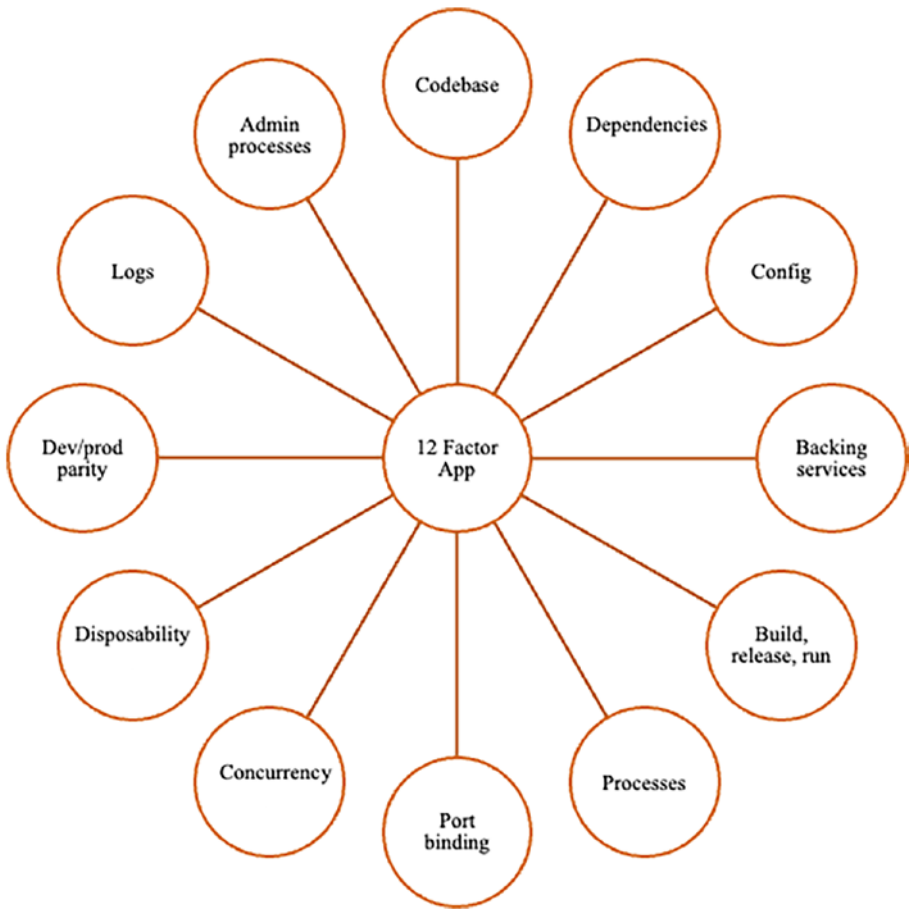 Codebase
Dependencies
Config
Backing
services
Build,
release, run
Processes
Port
binding
Concurrency
Disposability
Dev/prod
parity
Logs
Admin
processes
12 Factor
App